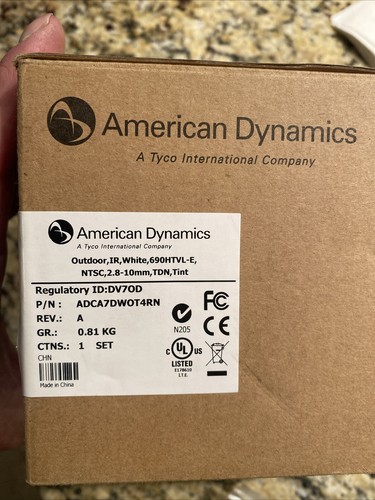 American Dynamics
A Tyco International Company
American Dynamics
A Tyco International Company
Outdoor,IR,White,690HTVL-E,
NTSC,2.8-10mm,TDN,Tint
Regulatory ID:DV7OD
P/N : ADCA7DWOT4RN
REV.: A
GR.: 0.81 KG
CTNS.: 1 SET
CHN
Made in China
N205
FC
CE
C UL US
LISTED
E178610
I.T.E.